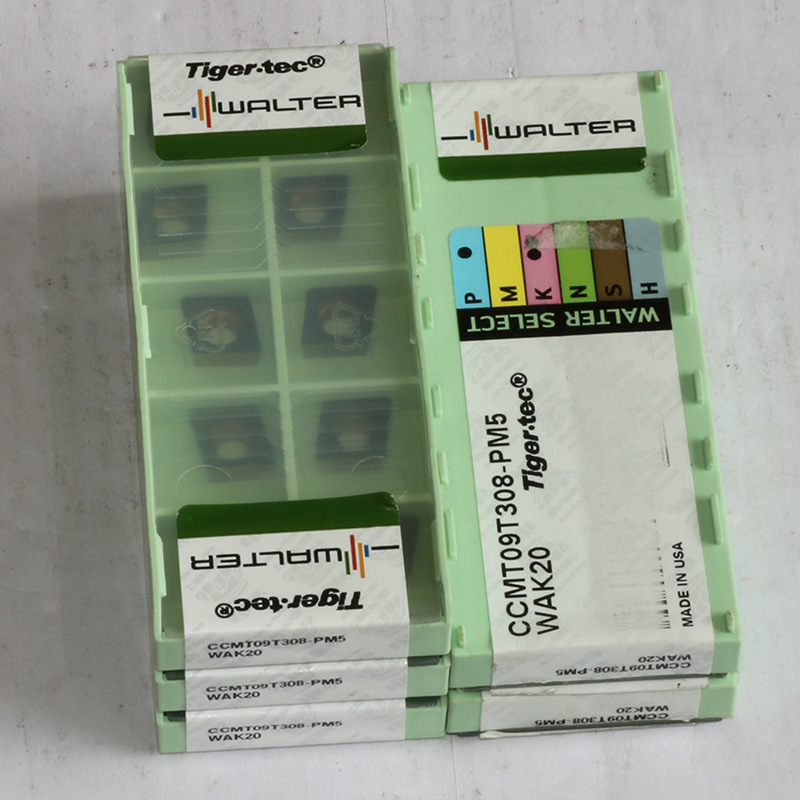 Tiger·tec®
WALTER
WALTER
Tiger·tec®
CCMT09T308-PM5
WAK20
CCMT09T308-PM5
WAK20
CCMT09T308-PM5
WAK20
WALTER
P
M
K
N
S
H
WALTER SELECT
CCMT09T308-PM5
WAK20
Tiger·tec®
MADE IN USA
CCMT09T308-PM5
WAK20
CCMT09T308-PM5
WAK20